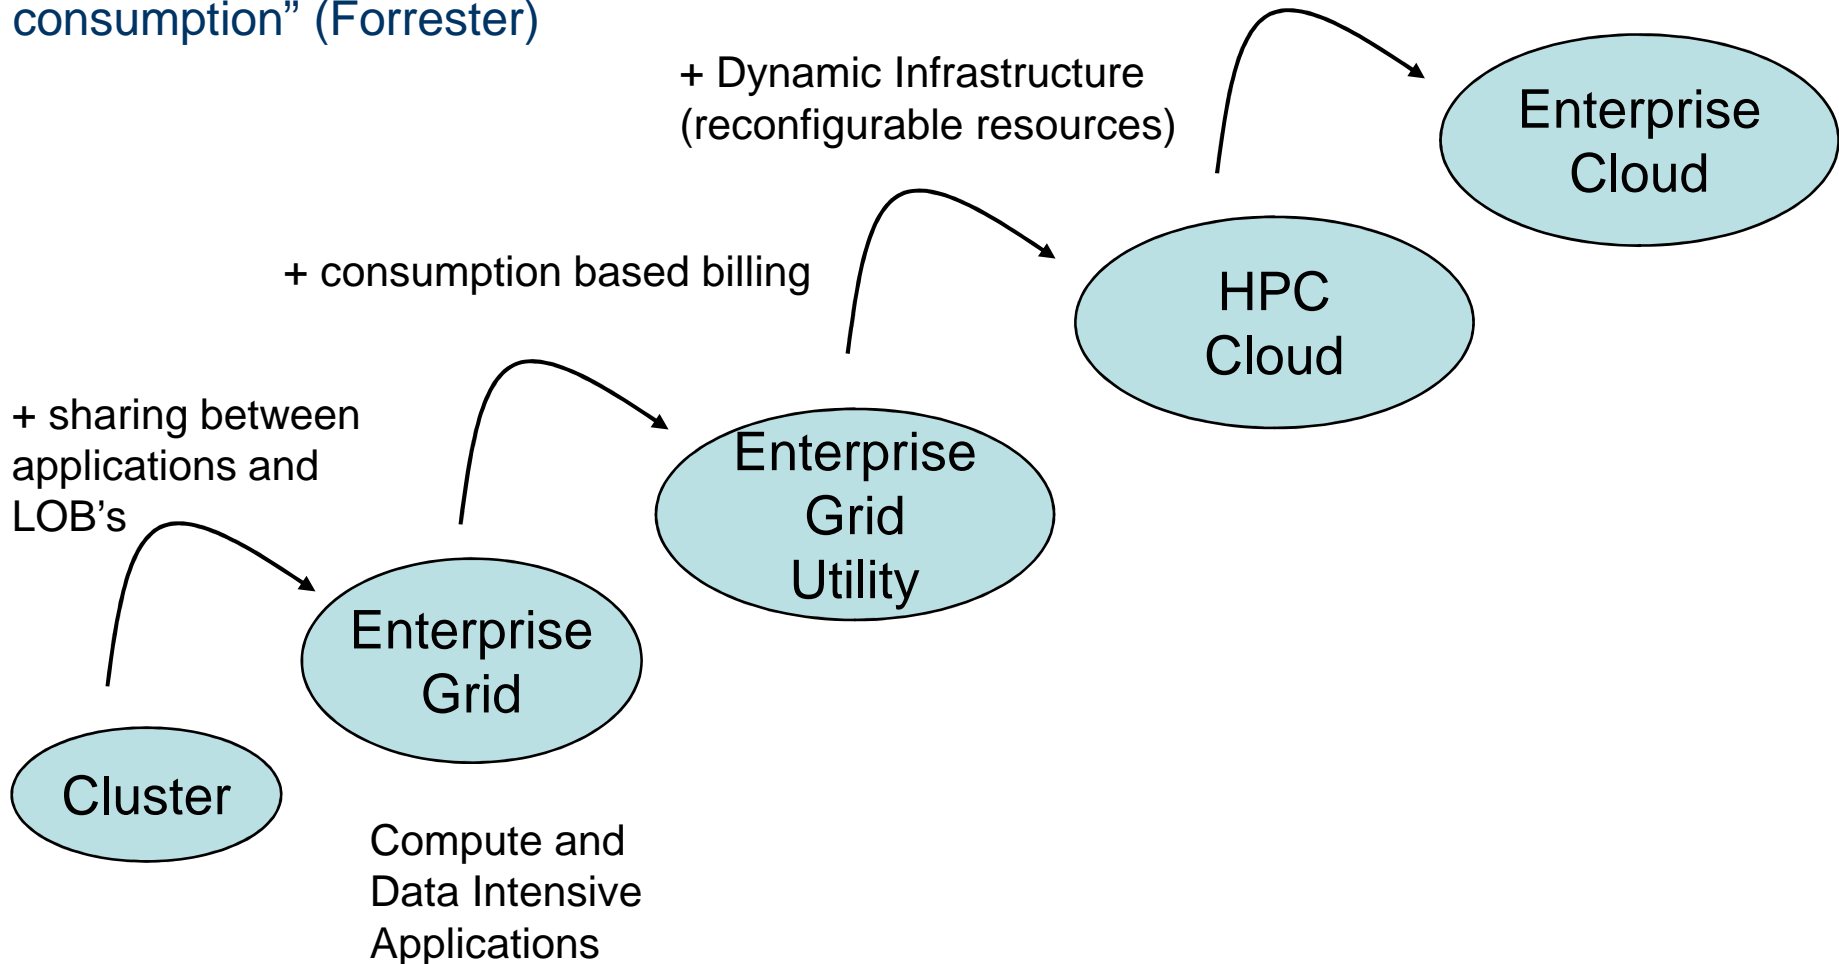 consumption” (Forrester)
+ Dynamic Infrastructure
(reconfigurable resources)
Enterprise
Cloud
+ consumption based billing
HPC
Cloud
+ sharing between
applications and
LOB’s
Enterprise
Grid
Utility
Enterprise
Grid
Cluster
Compute and
Data Intensive
Applications